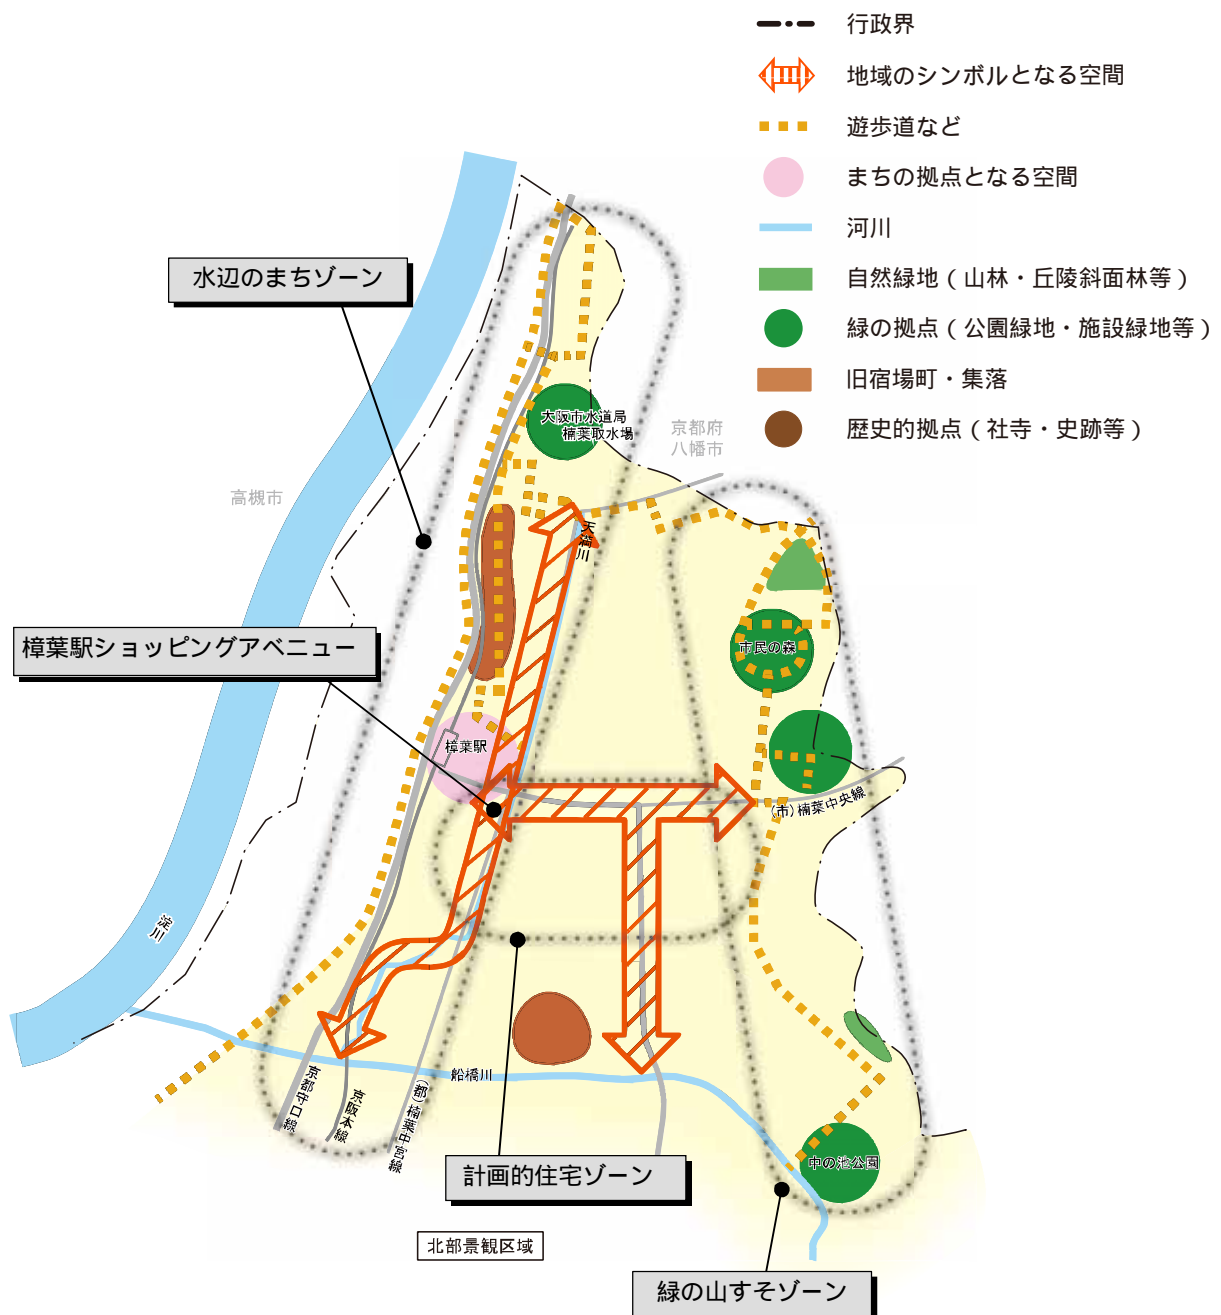 行政界
地域のシンボルとなる空間
遊歩道など
まちの拠点となる空間
河川
自然緑地（山林・丘陵斜面林等）
緑の拠点（公園緑地・施設緑地等）
旧宿場町・集落
歴史的拠点（社寺・史跡等）
水辺のまちゾーン
大阪市水道局
楠葉取水場
京都府
八幡市
高槻市
天満川
樟葉駅ショッピングアベニュー
市民の森
樟葉駅
(市)楠葉中央線
淀川
船橋川
京都守口線
京阪本線
(都)楠葉中宮線
中の池公園
計画的住宅ゾーン
北部景観区域
緑の山すそゾーン